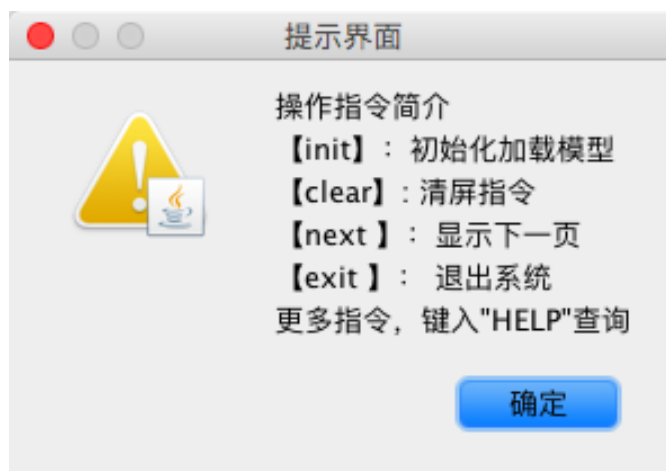 提示界面
操作指令简介
【init】：初始化加载模型
【clear】: 清屏指令
【next 】：显示下一页
【exit 】： 退出系统
更多指令，键入"HELP"查询
确定